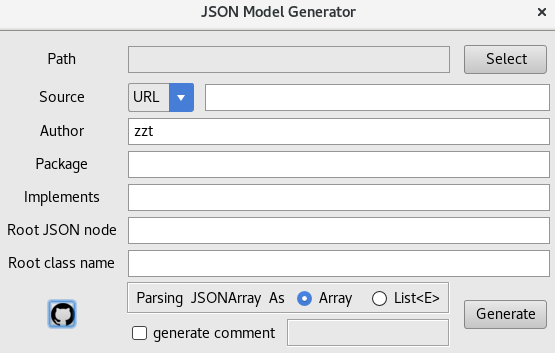 JSON Model Generator ×
Path Select
Source URL
Author zzt
Package
Implements
Root JSON node
Root class name
Parsing JSONArray As Array List<E>
Generate
generate comment